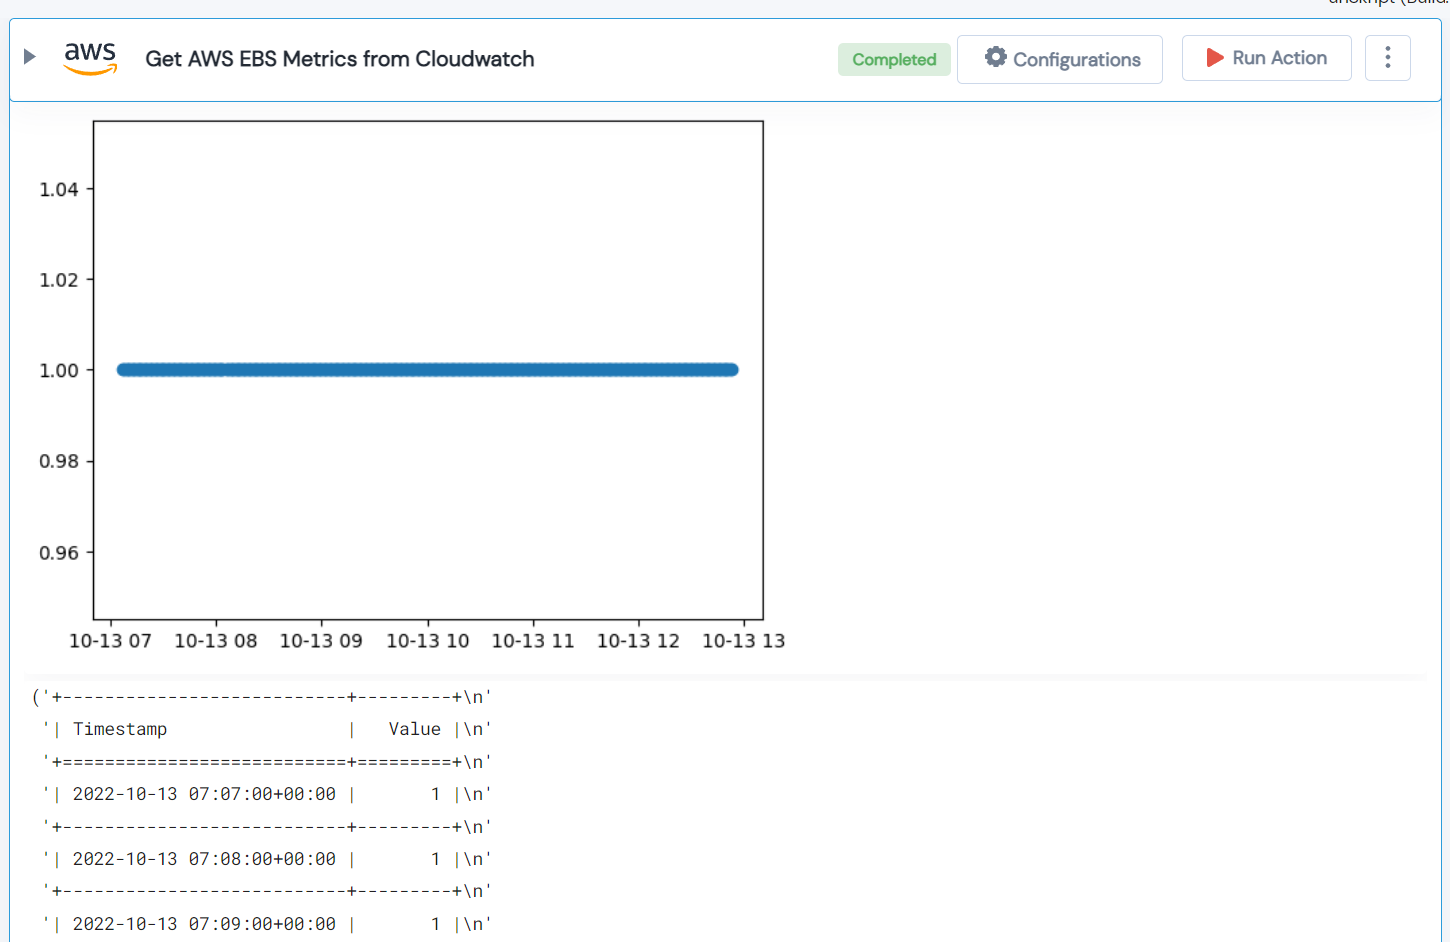 aws Get AWS EBS Metrics from Cloudwatch Completed Configurations Run Action
1.04
1.02
1.00
0.98
0.96
10-13 07 10-13 08 10-13 09 10-13 10 10-13 11 10-13 12 10-13 13
('+---------------------------+---------+\n'
'| Timestamp                 |   Value |\n'
'+===========================+=========+\n'
'| 2022-10-13 07:07:00+00:00 |       1 |\n'
'+---------------------------+---------+\n'
'| 2022-10-13 07:08:00+00:00 |       1 |\n'
'+---------------------------+---------+\n'
'| 2022-10-13 07:09:00+00:00 |       1 |\n'